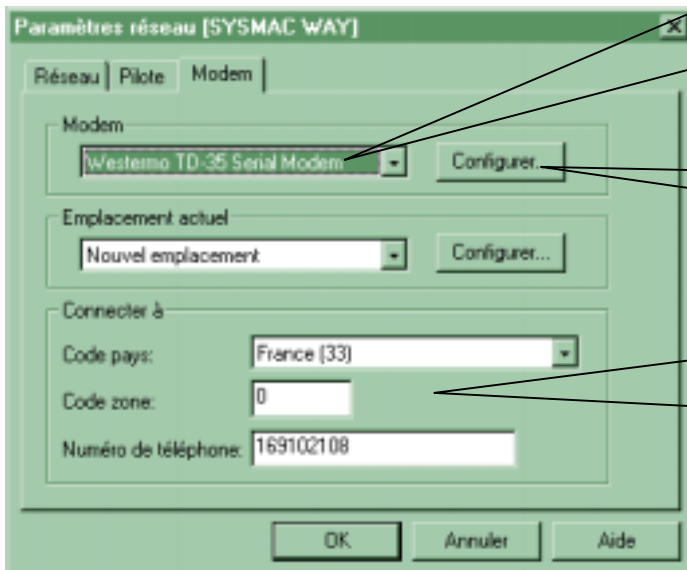 Paramètres réseau [SYSMAC WAY]
Réseau Pilote Modem
Modem
Westermo TD-35 Serial Modem Configurer...
Emplacement actuel
Nouvel emplacement Configurer...
Connecter à
Code pays: France (33)
Code zone: 0
Numéro de téléphone: 169102108
OK Annuler Aide